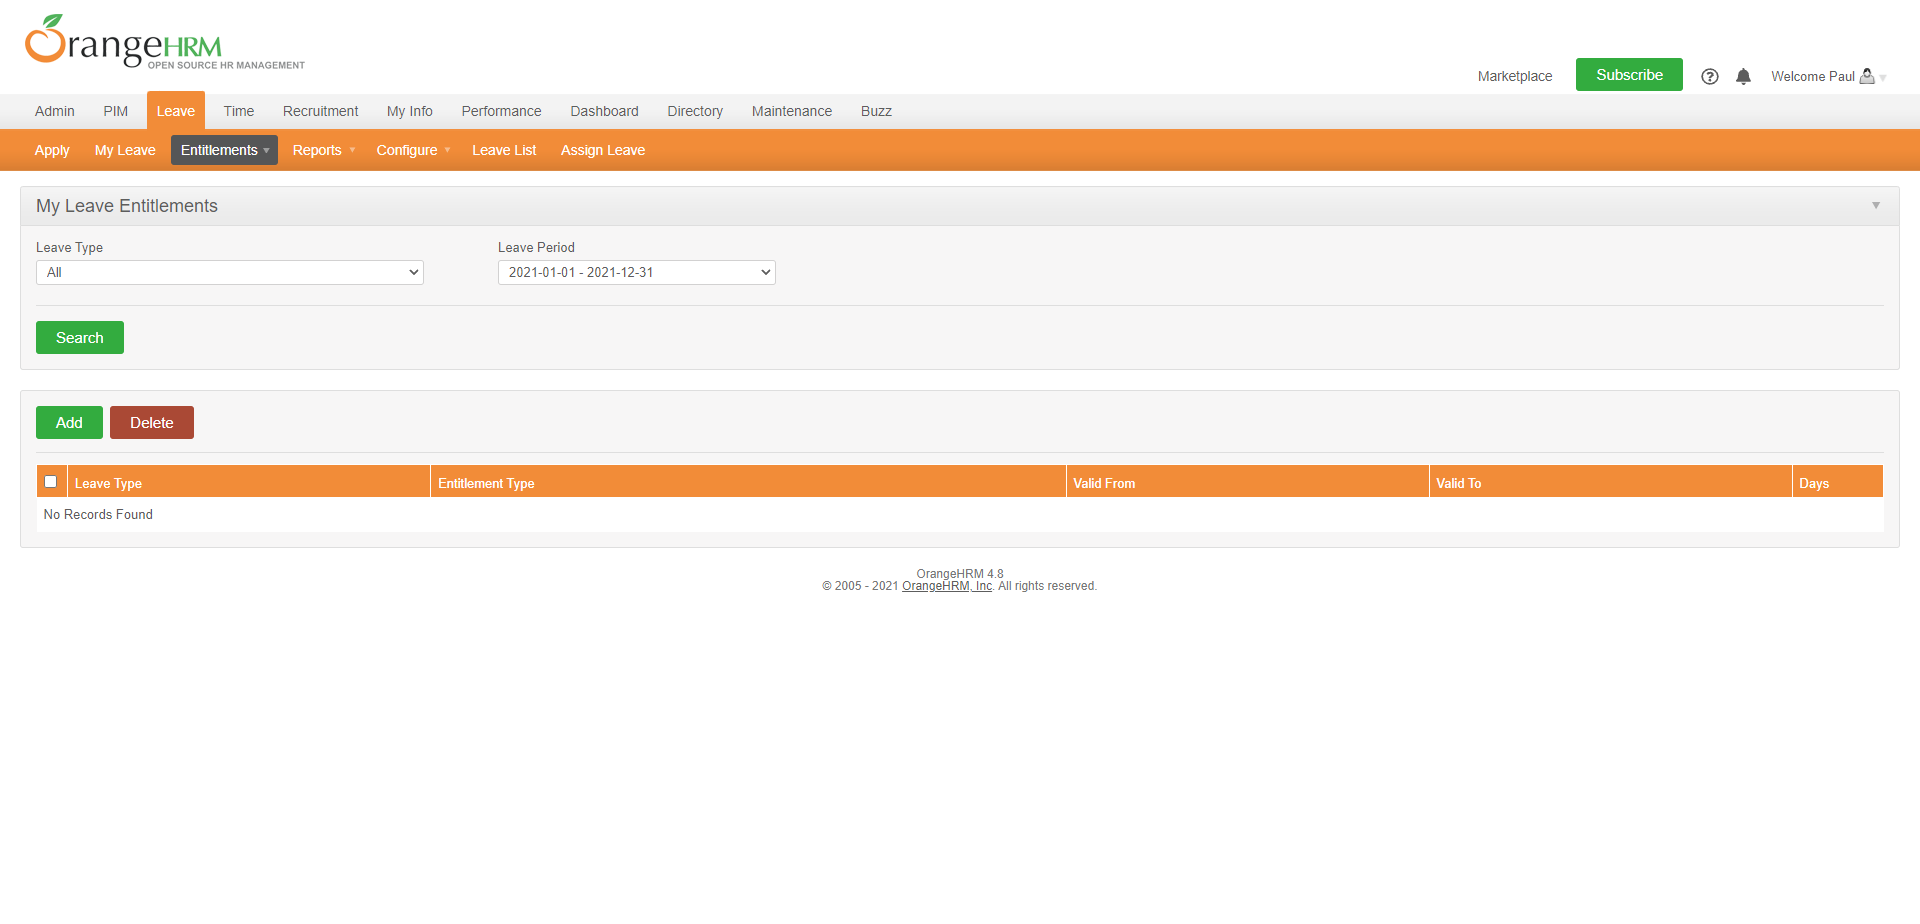 OrangeHRM
OPEN SOURCE HR MANAGEMENT
Marketplace Subscribe Welcome Paul
Admin PIM Leave Time Recruitment My Info Performance Dashboard Directory Maintenance Buzz
Apply My Leave Entitlements Reports Configure Leave List Assign Leave
My Leave Entitlements
Leave Type Leave Period
All 2021-01-01 - 2021-12-31
Search
Add Delete
Leave Type Entitlement Type Valid From Valid To Days
No Records Found
OrangeHRM 4.8
© 2005 - 2021 OrangeHRM, Inc. All rights reserved.